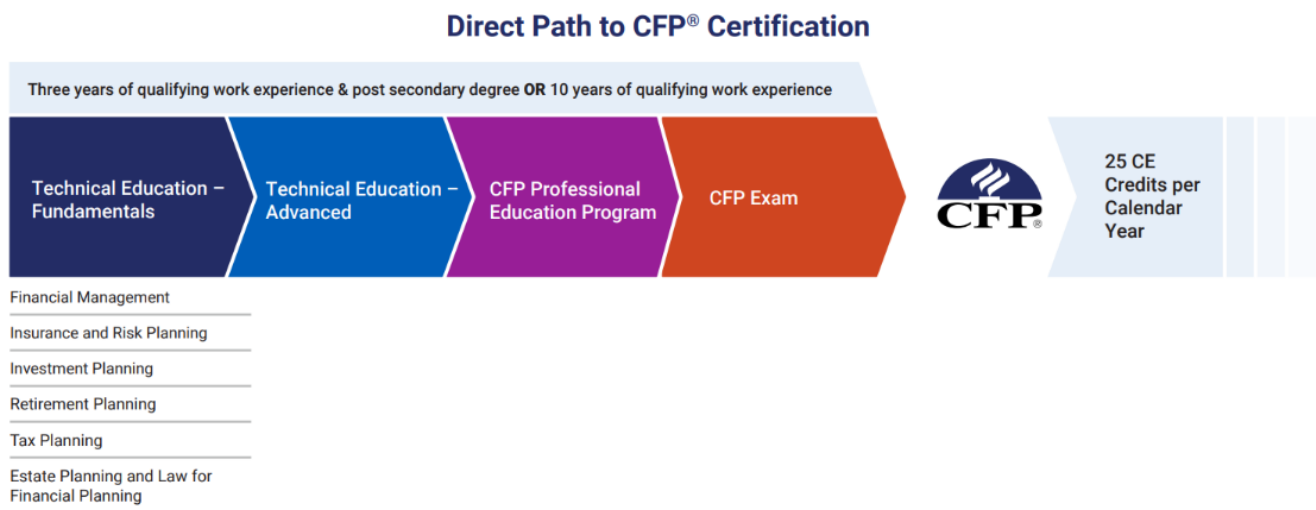 Direct Path to CFP® Certification
Three years of qualifying work experience & post secondary degree OR 10 years of qualifying work experience
Technical Education –
Fundamentals
Technical Education –
Advanced
CFP Professional
Education Program
CFP Exam
CFP®
25 CE
Credits per
Calendar
Year
Financial Management
Insurance and Risk Planning
Investment Planning
Retirement Planning
Tax Planning
Estate Planning and Law for
Financial Planning